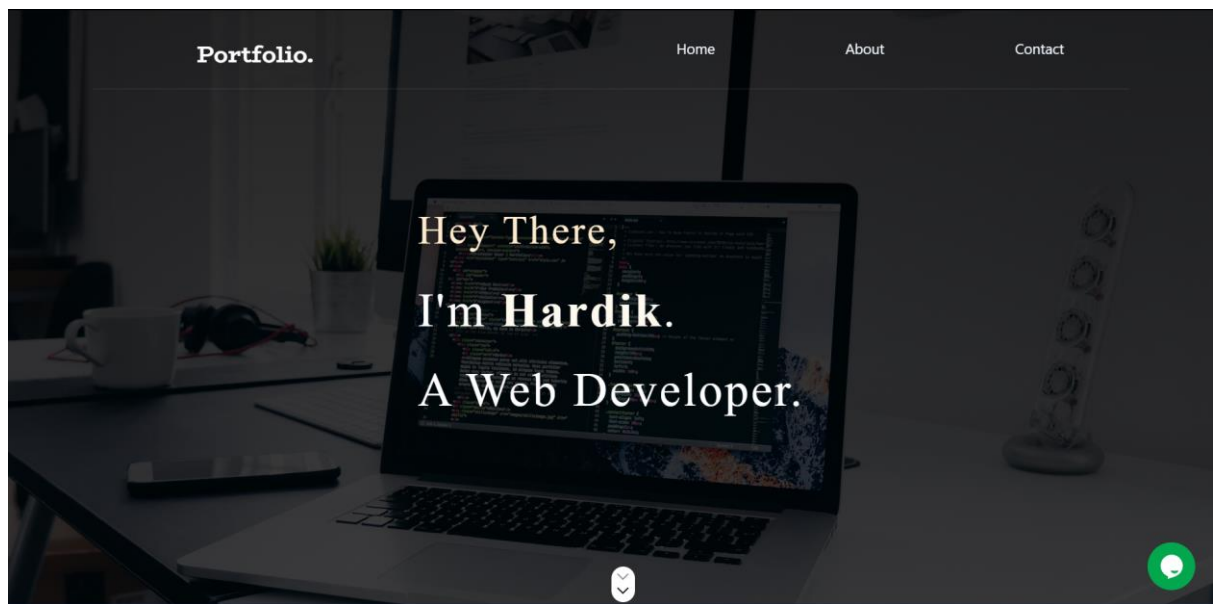 Portfolio.
Home About Contact
Hey There,
I'm Hardik.
A Web Developer.